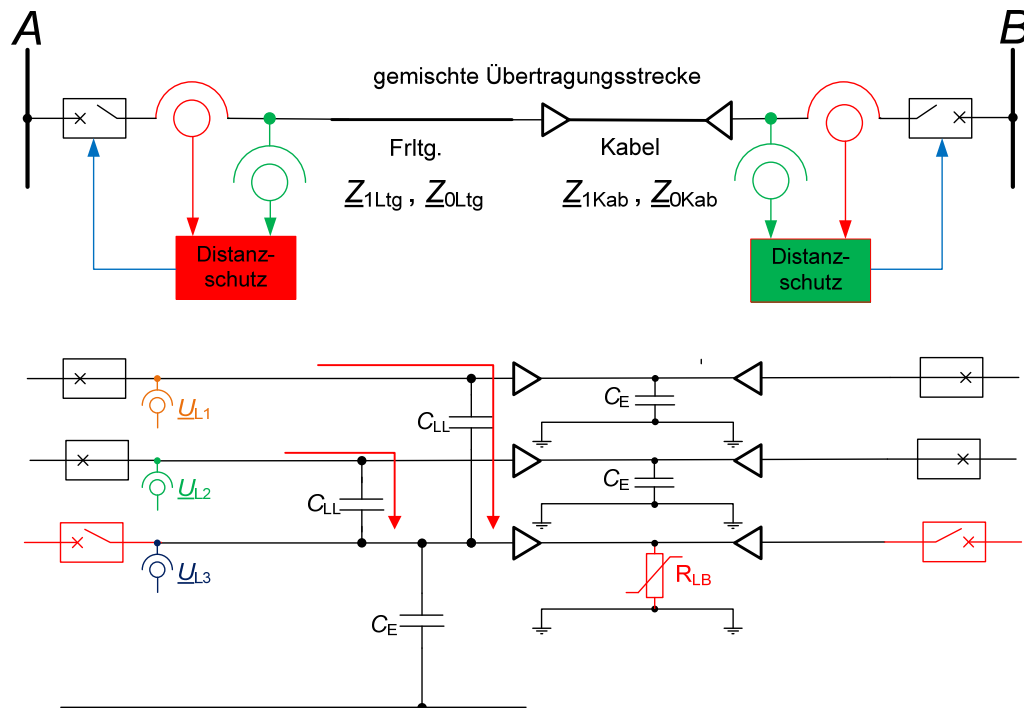 A
B
gemischte Übertragungsstrecke
Frltg.
Kabel
Z1Ltg , Z0Ltg
Z1Kab , Z0Kab
Distanz-
schutz
Distanz-
schutz
UL1
CLL
CE
UL2
CLL
CE
UL3
RLB
CE